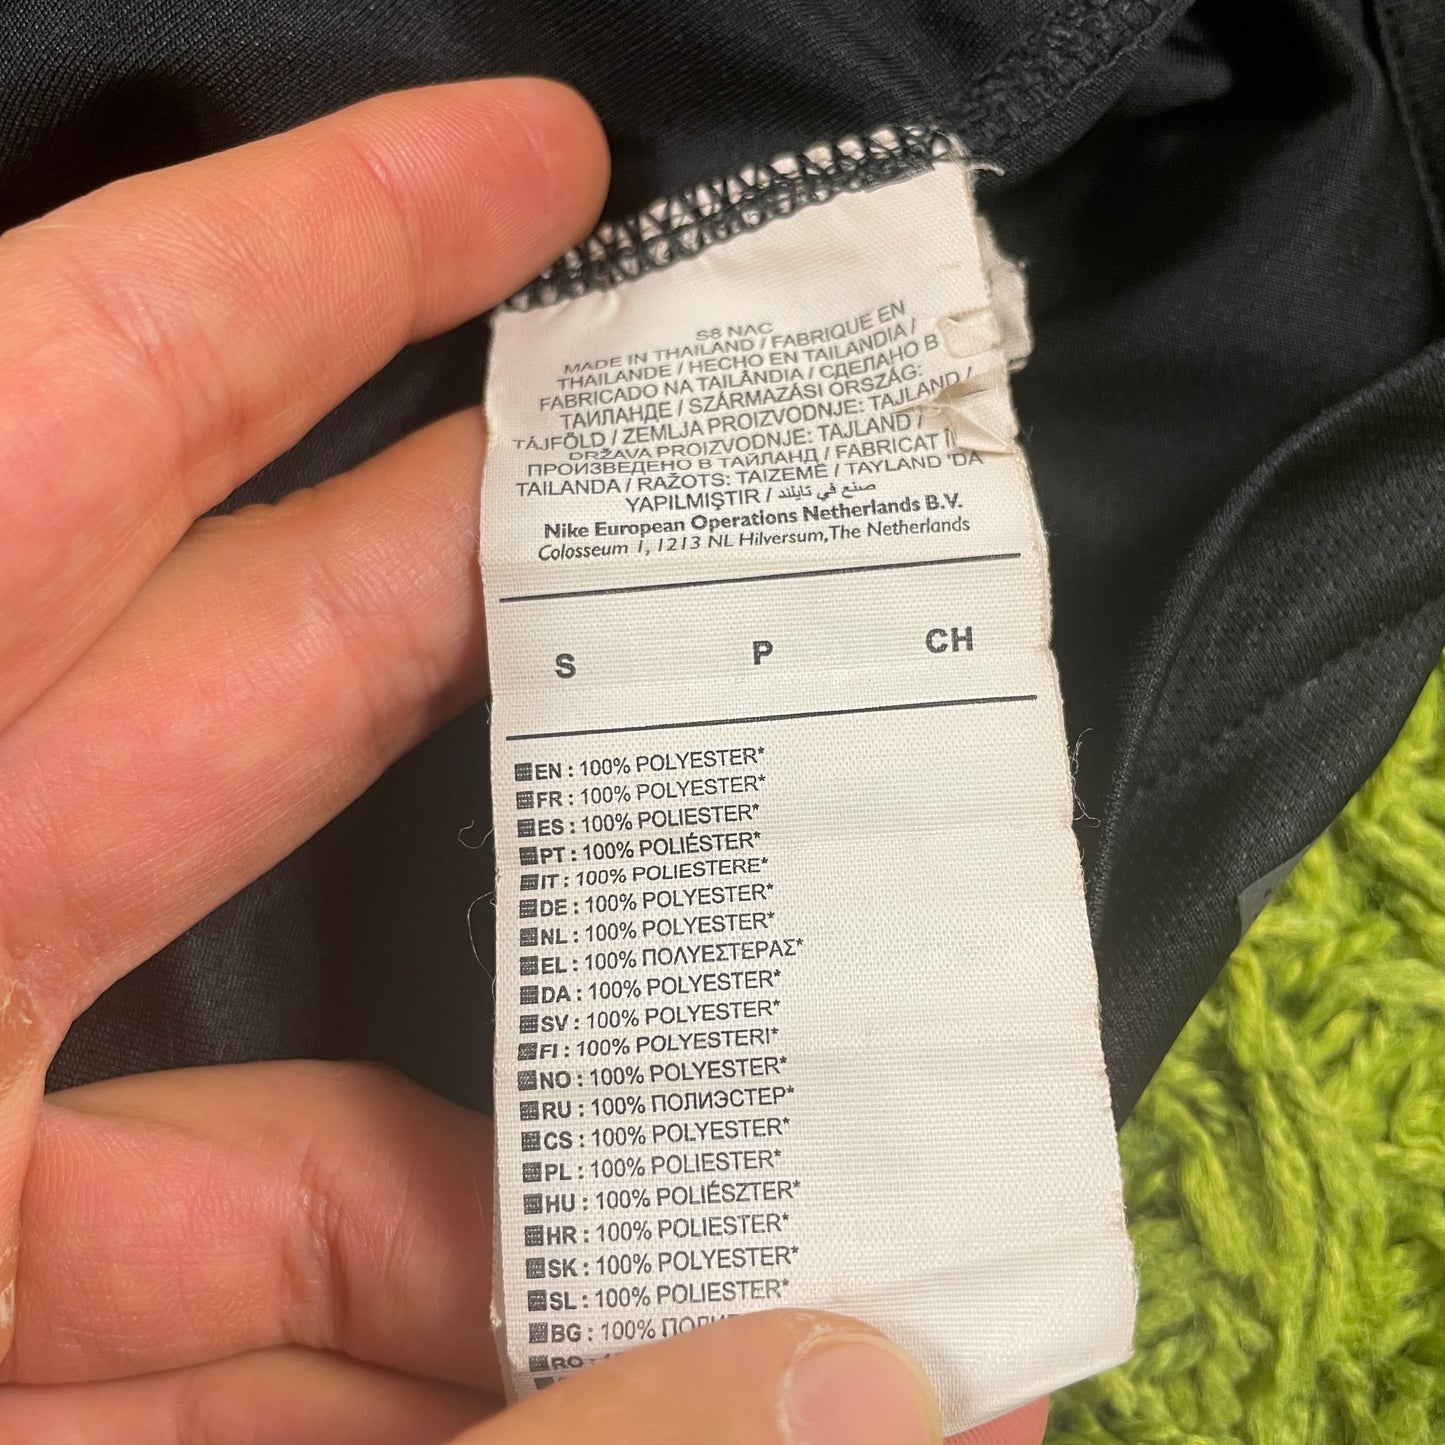 S8 NAC
MADE IN THAILAND / FABRIQUE EN
THAILANDE / HECHO EN TAILANDIA /
FABRICADO NA TAILÂNDIA / СДЕЛАНО В
ТАИЛАНДЕ / SZÁRMAZÁSI ORSZÁG:
TÁJFÖLD / ZEMLJA PROIZVODNJE: TAJLAND /
DRŽAVA PROIZVODNJE: TAJLAND /
ПРОИЗВЕДЕНО В ТАЙЛАНД / FABRICAT ÎN
TAILANDA / RAŽOTS: TAIZEMĒ / TAYLAND 'DA
YAPILMIŞTIR / صنع في تايلند
Nike European Operations Netherlands B.V.
Colosseum 1, 1213 NL Hilversum, The Netherlands
S P CH
EN : 100% POLYESTER*
FR : 100% POLYESTER*
ES : 100% POLIESTER*
PT : 100% POLIÉSTER*
IT : 100% POLIESTERE*
DE : 100% POLYESTER*
NL : 100% POLYESTER*
EL : 100% ΠΟΛΥΕΣΤΕΡΑΣ*
DA : 100% POLYESTER*
SV : 100% POLYESTER*
FI : 100% POLYESTERI*
NO : 100% POLYESTER*
RU : 100% ПОЛИЭСТЕР*
CS : 100% POLYESTER*
PL : 100% POLIESTER*
HU : 100% POLIÉSZTER*
HR : 100% POLIESTER*
SK : 100% POLYESTER*
SL : 100% POLIESTER*
BG : 100%
RO :